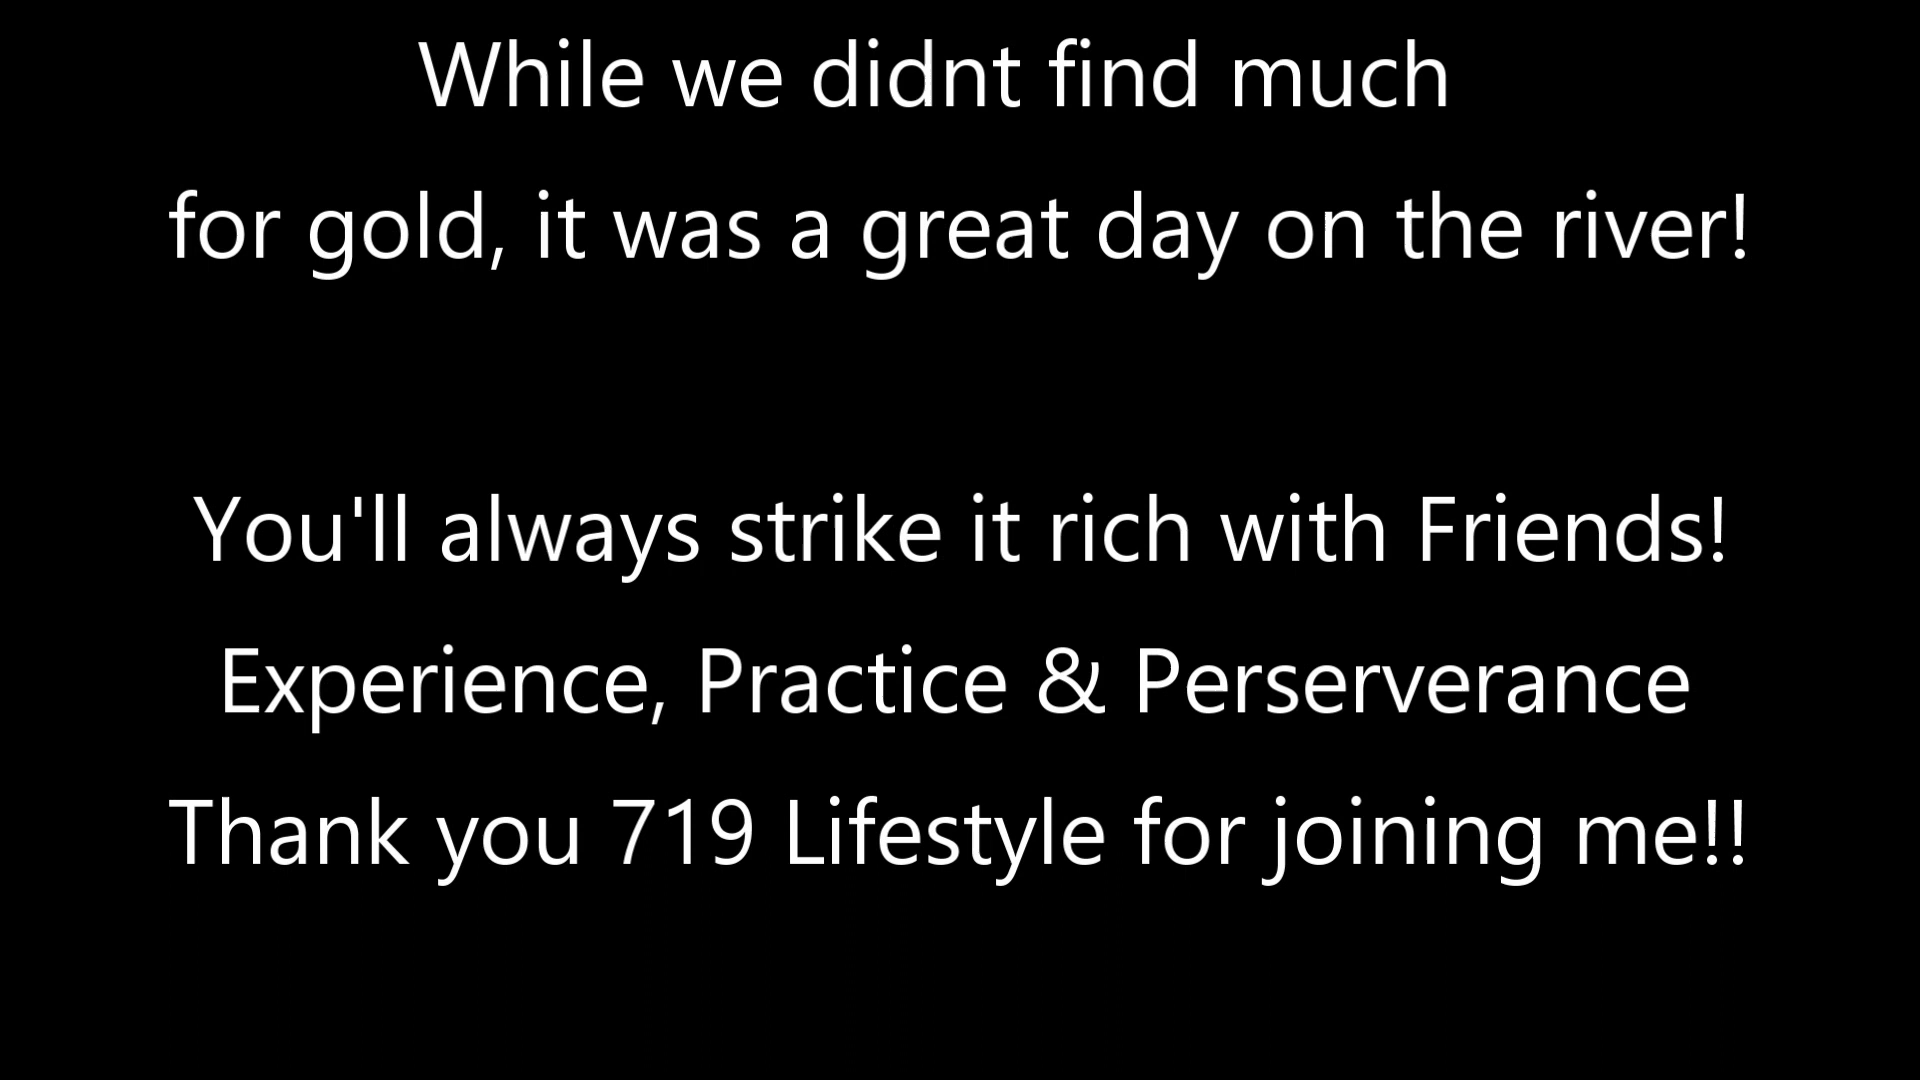 While we didnt find much
for gold, it was a great day on the river!
You'll always strike it rich with Friends!
Experience, Practice & Perserverance
Thank you 719 Lifestyle for joining me!!